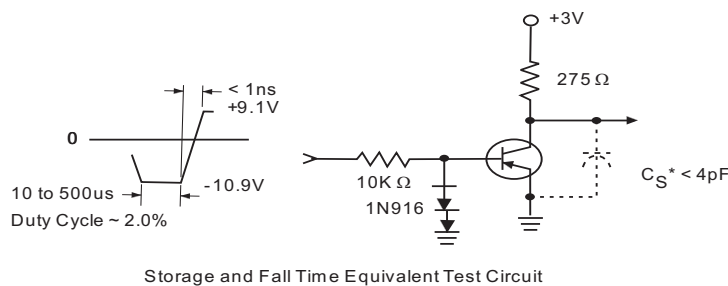 +3V
< 1ns
+9.1V
275 Ω
0
10K Ω
1N916
C_S* < 4pF
-10.9V
10 to 500us
Duty Cycle ~ 2.0%
Storage and Fall Time Equivalent Test Circuit